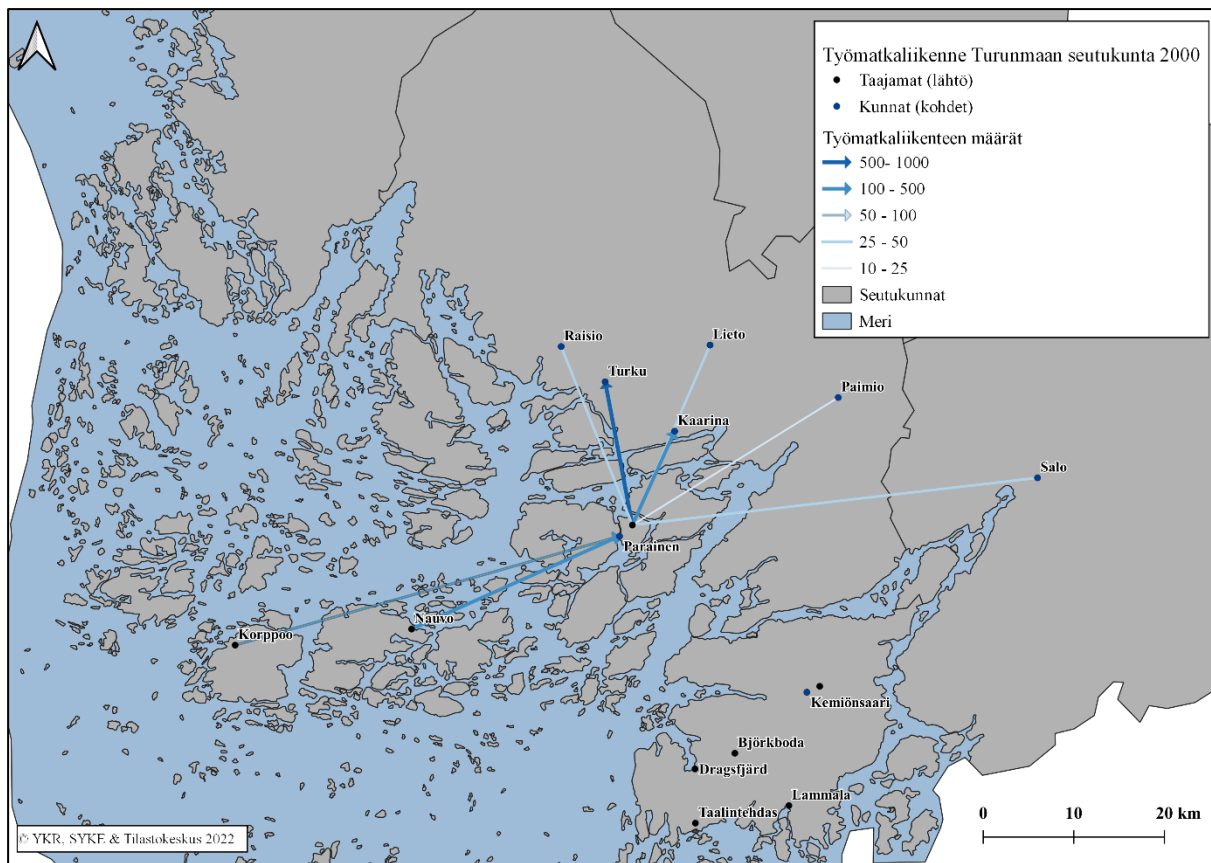 Työmatkaliikenne Turunmaan seutukunta 2000
Taajamat (lähtö)
Kunnat (kohdet)
Työmatkaliikenteen määrät
500- 1000
100 - 500
50 - 100
25 - 50
10 - 25
Seutukunnat
Meri
Raisio
Lieto
Turku
Paimio
Kaarina
Salo
Parainen
Nauvo
Korppoo
Kemiönsaari
Björkboda
Dragsfjärd
Lammala
Taalintehdas
0 10 20 km
© YKR, SYKE & Tilastokeskus 2022